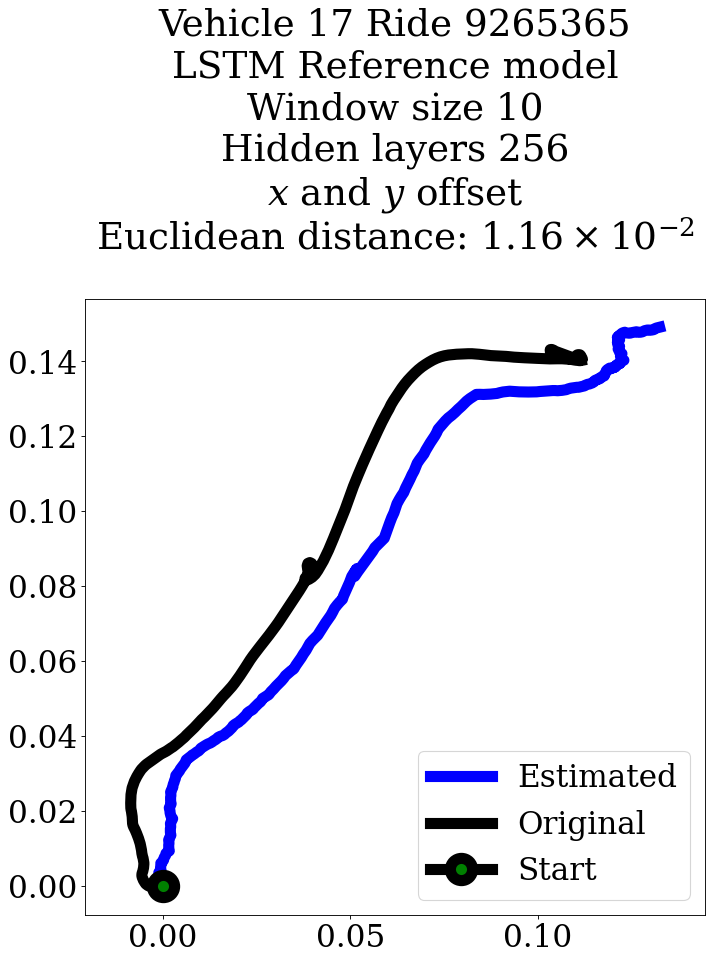 Vehicle 17 Ride 9265365
LSTM Reference model
Window size 10
Hidden layers 256
x and y offset
Euclidean distance: 1.16 × 10⁻²
0.14
0.12
0.10
0.08
0.06
0.04
0.02
0.00
Estimated
Original
Start
0.00 0.05 0.10